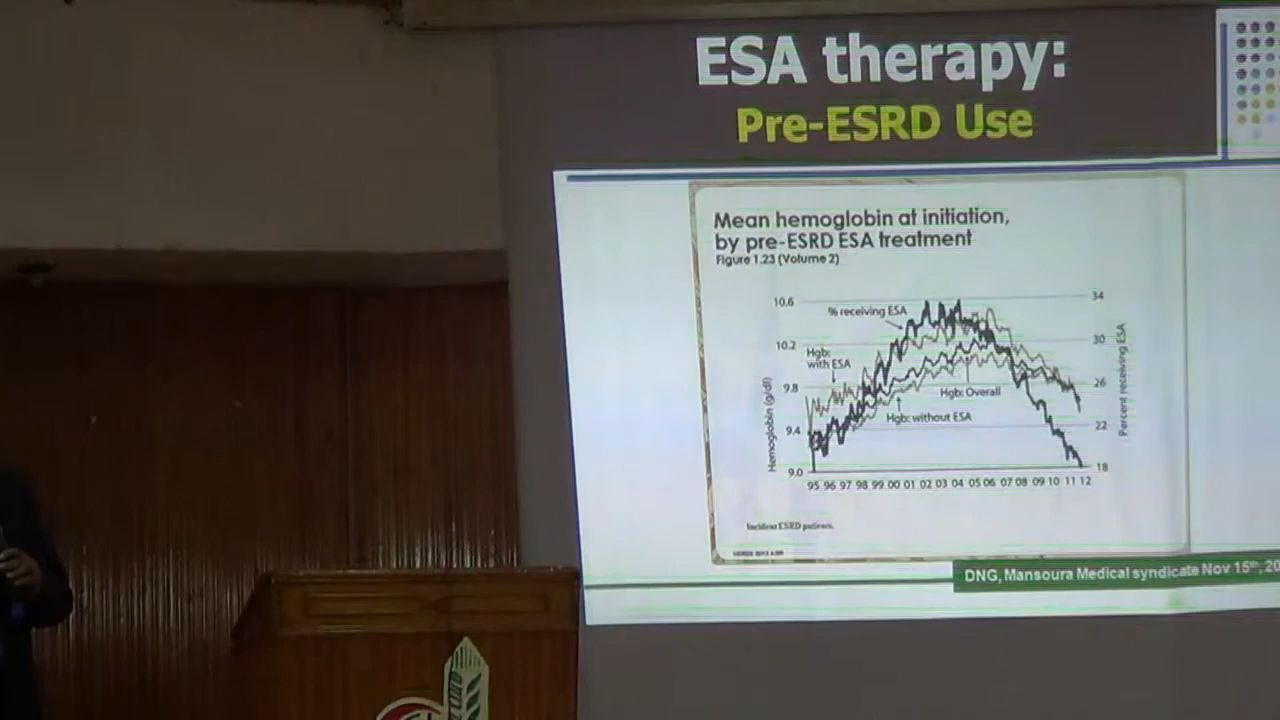 ESA therapy:
Pre-ESRD Use
Mean hemoglobin at initiation,
by pre-ESRD ESA treatment
Figure 1.23 (Volume 2)
10.6
10.2
9.8
9.4
9.0
Hemoglobin (g/dl)
% receiving ESA
Hgb:
with ESA
Hgb: Overall
Hgb: without ESA
34
30
26
22
18
Percent receiving ESA
95 96 97 98 99 00 01 02 03 04 05 06 07 08 09 10 11 12
Incident ESRD patients.
DNG, Mansoura Medical syndicate Nov 15th, 20